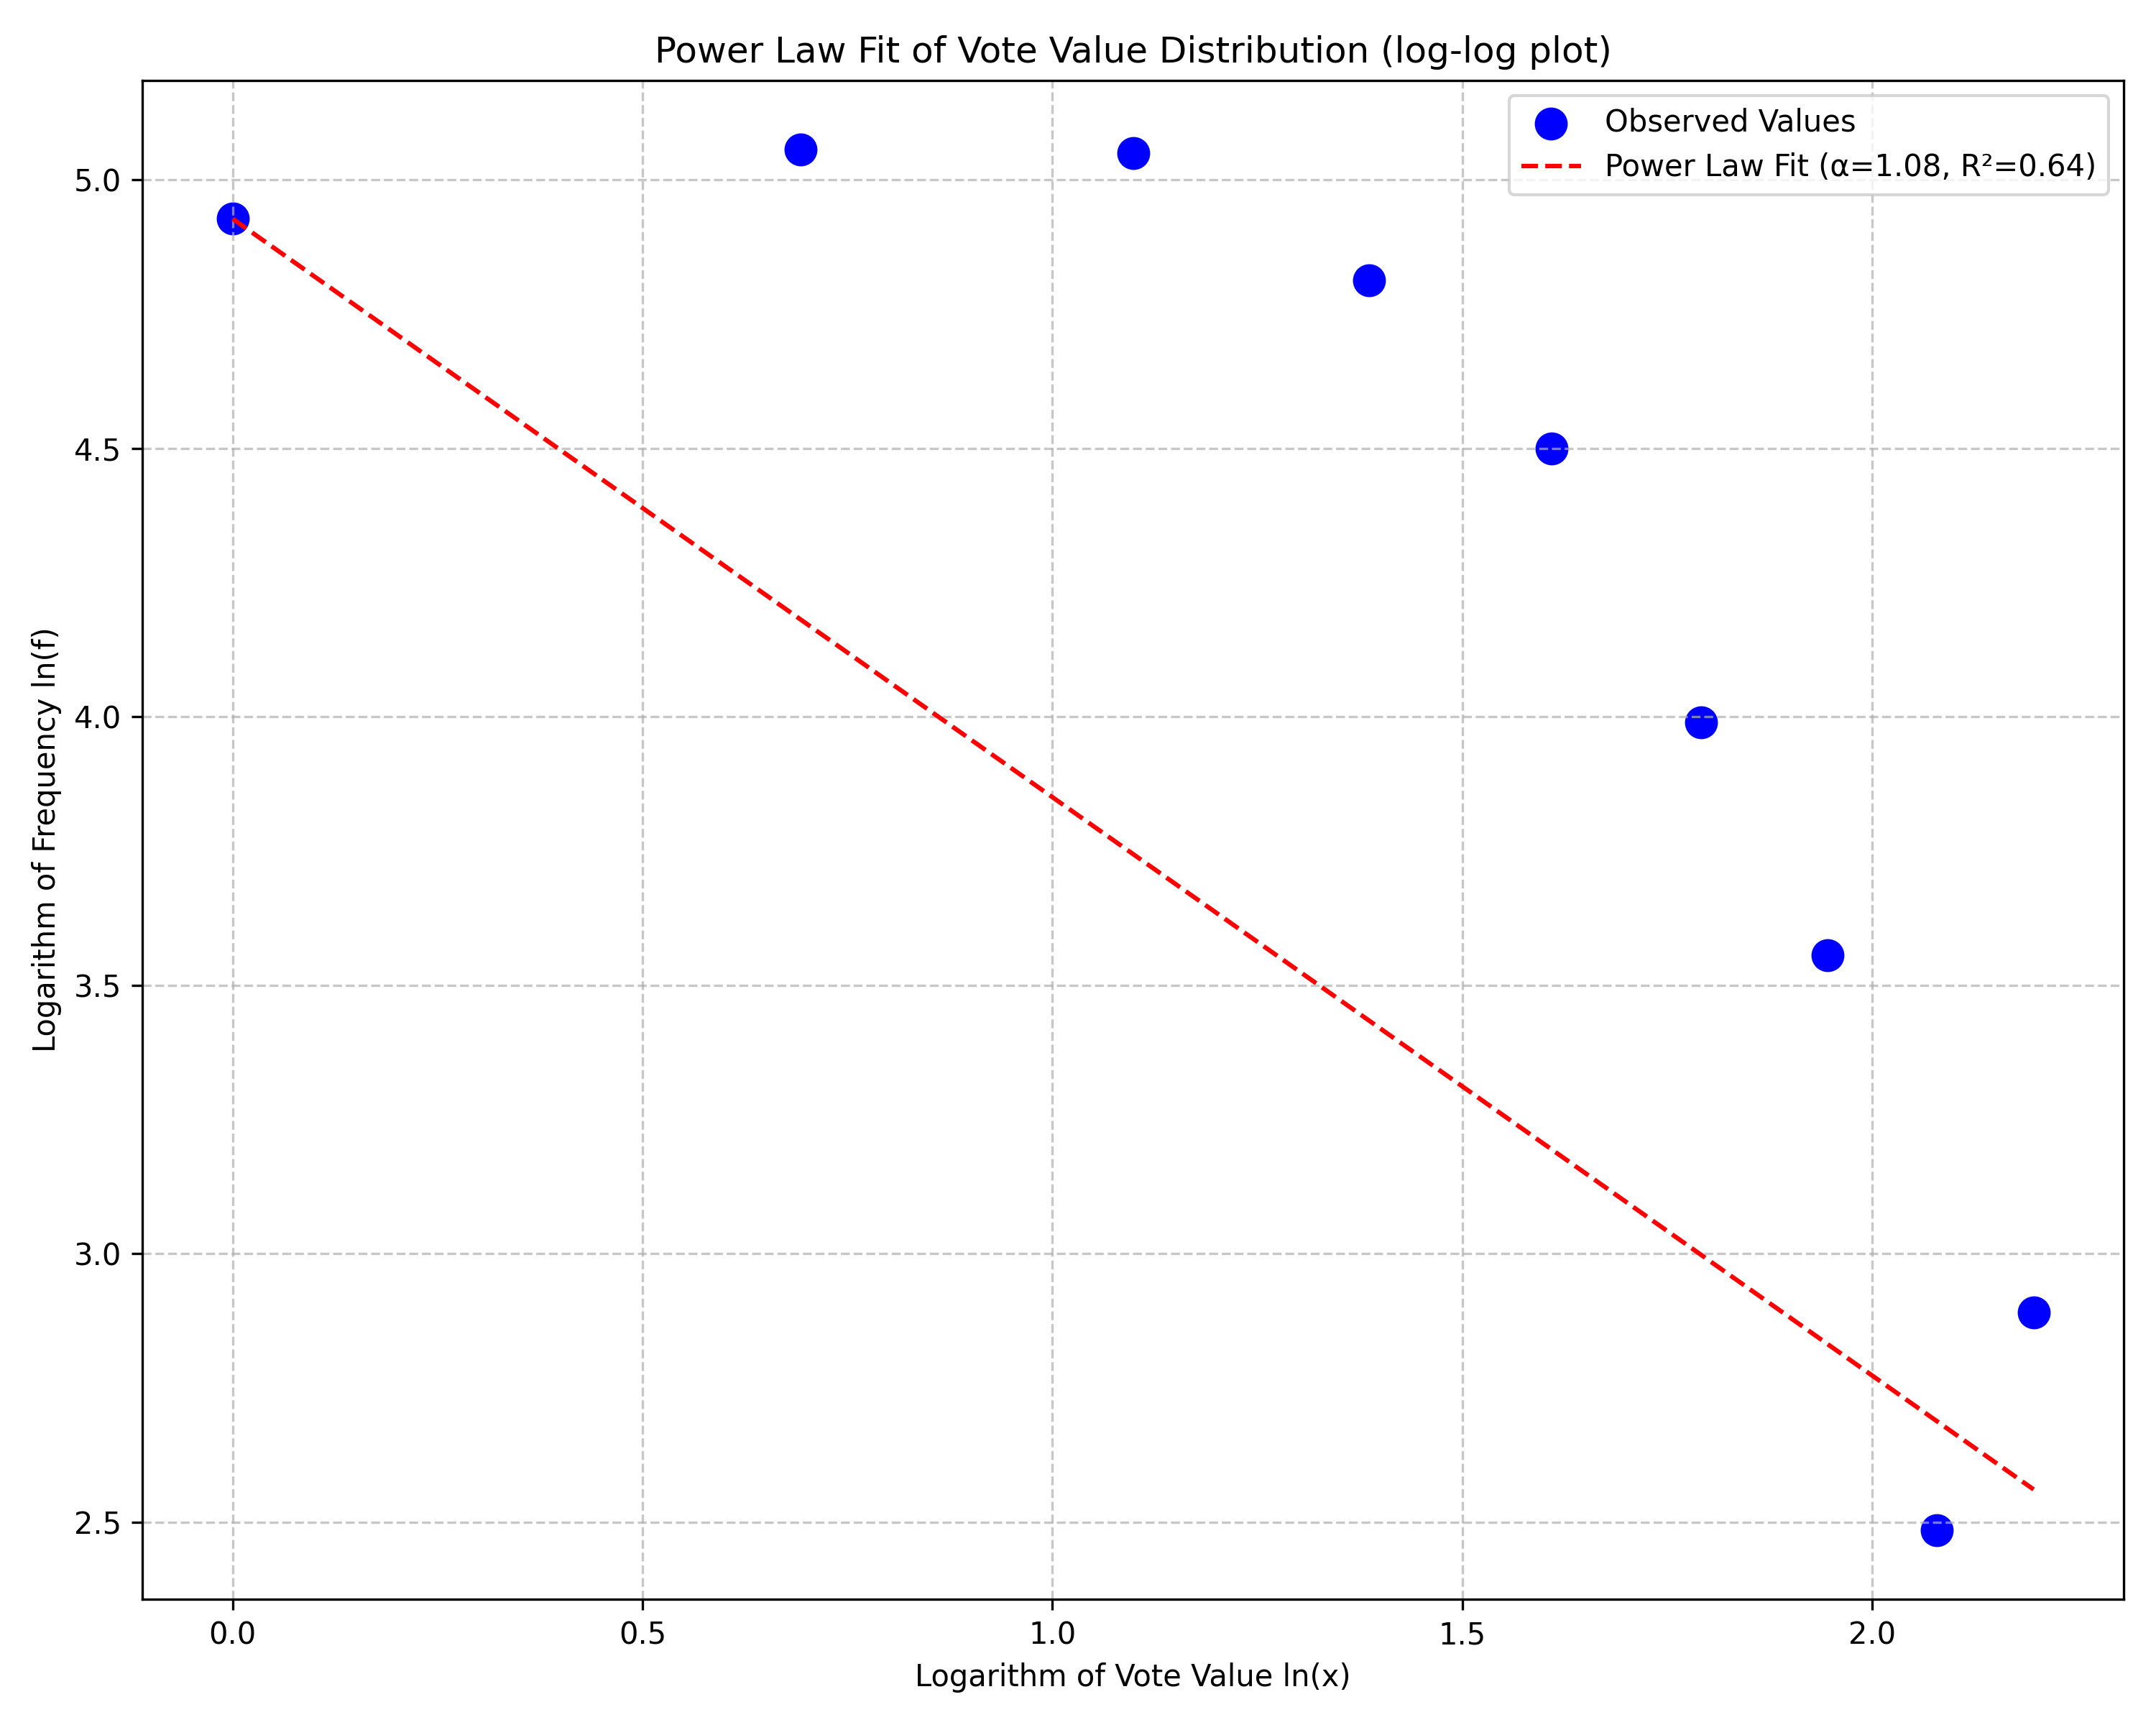 Power Law Fit of Vote Value Distribution (log-log plot)
Observed Values
Power Law Fit (α=1.08, R²=0.64)
Logarithm of Frequency ln(f)
5.0
4.5
4.0
3.5
3.0
2.5
0.0 0.5 1.0 1.5 2.0
Logarithm of Vote Value ln(x)